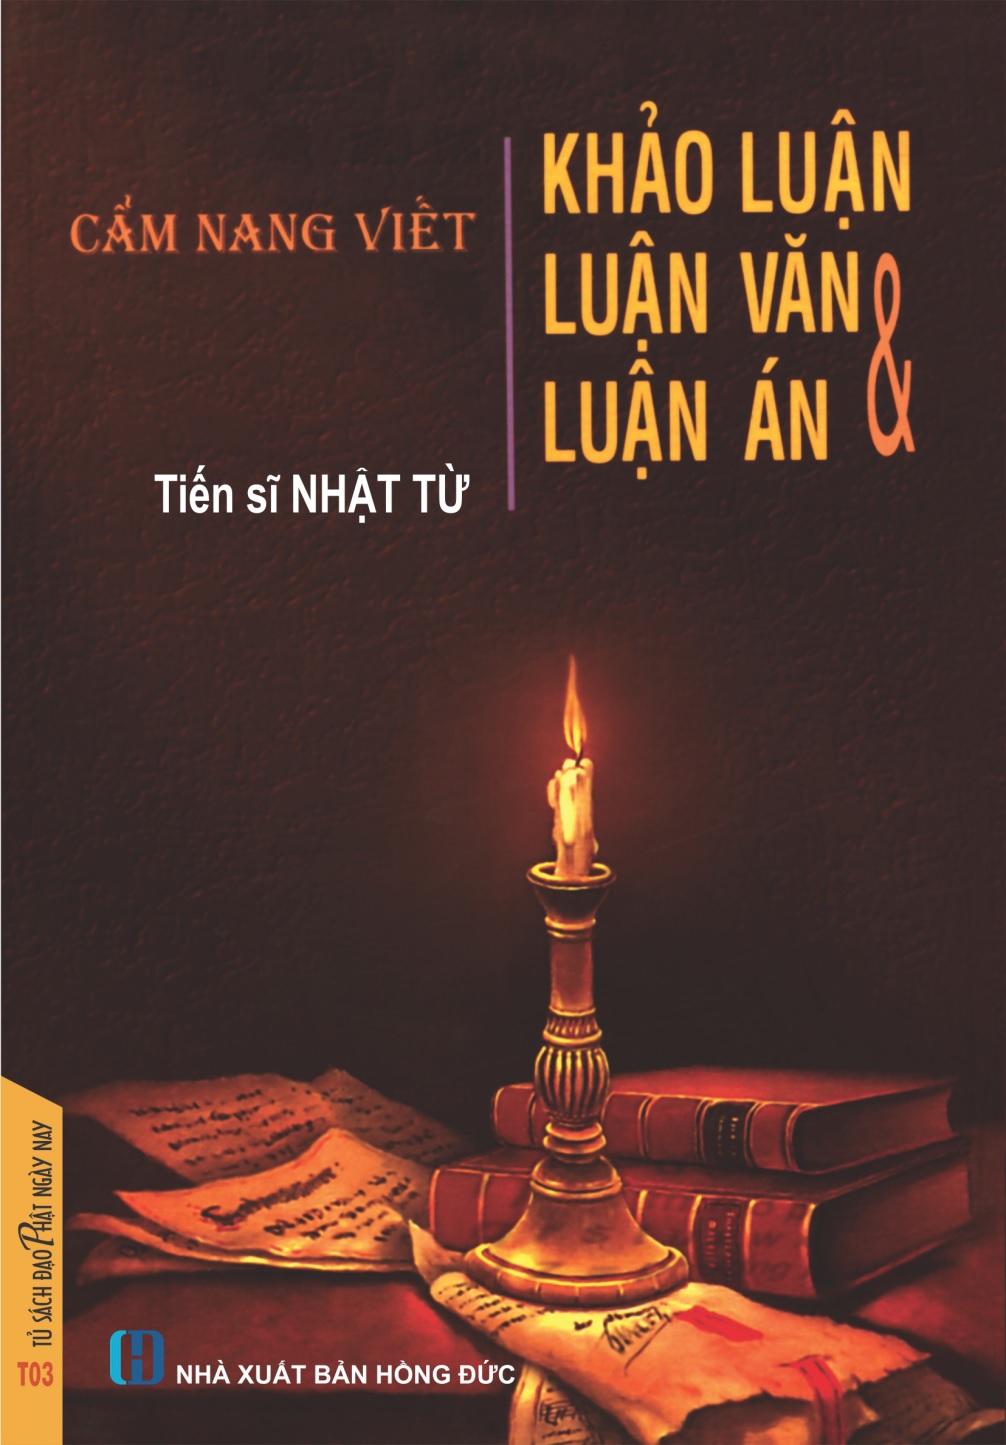 CẨM NANG VIẾT
KHẢO LUẬN
LUẬN VĂN
&
LUẬN ÁN
Tiến sĩ NHẬT TỪ
TỦ SÁCH ĐẠO PHẬT NGÀY NAY
T03
NHÀ XUẤT BẢN HỒNG ĐỨC